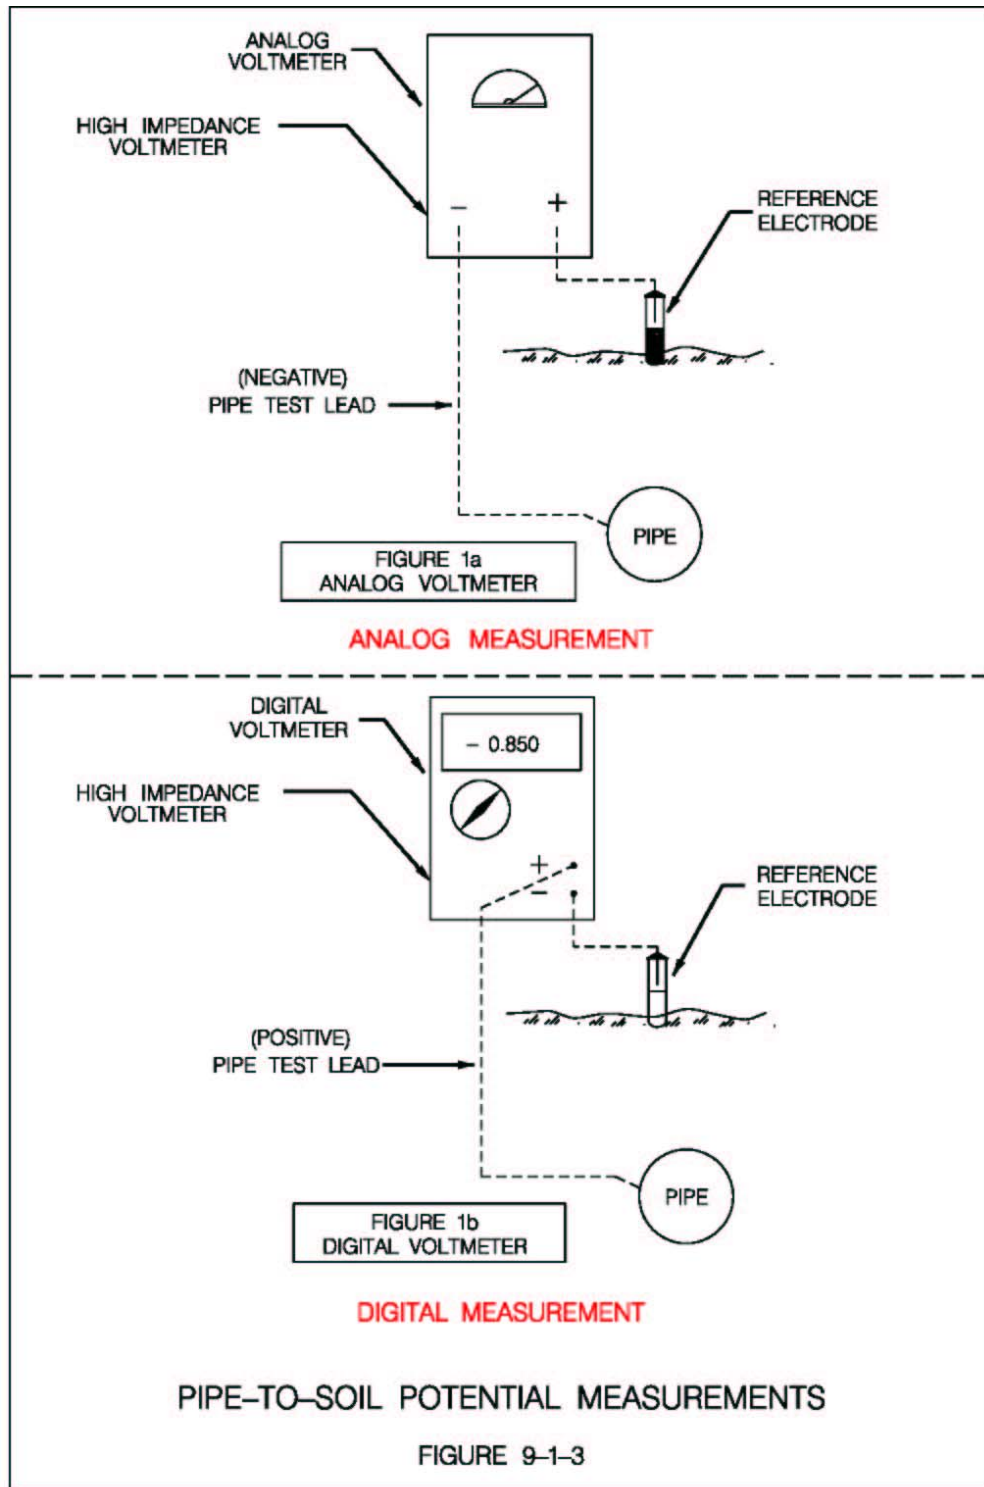 ANALOG
VOLTMETER
HIGH IMPEDANCE
VOLTMETER
– +
REFERENCE
ELECTRODE
(NEGATIVE)
PIPE TEST LEAD
PIPE
FIGURE 1a
ANALOG VOLTMETER
ANALOG MEASUREMENT
DIGITAL
VOLTMETER
– 0.850
HIGH IMPEDANCE
VOLTMETER
+
–
REFERENCE
ELECTRODE
(POSITIVE)
PIPE TEST LEAD
PIPE
FIGURE 1b
DIGITAL VOLTMETER
DIGITAL MEASUREMENT
PIPE–TO–SOIL POTENTIAL MEASUREMENTS
FIGURE 9–1–3